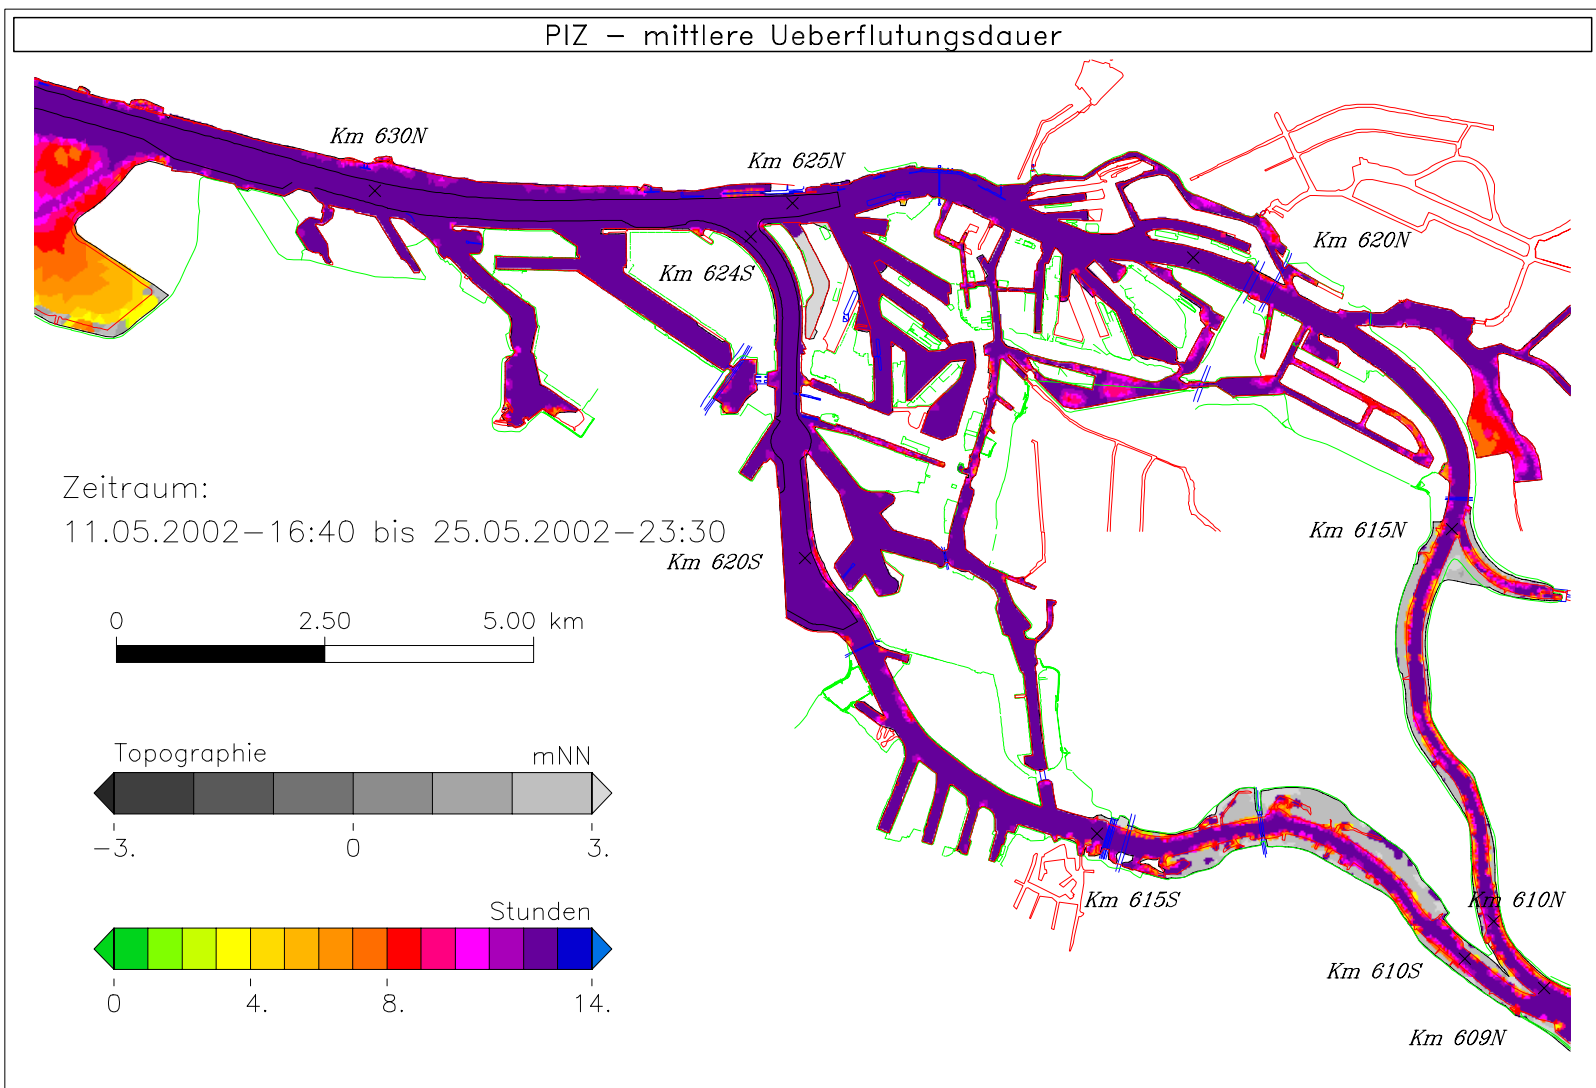 PIZ – mittlere Ueberflutungsdauer
Km 630N
Km 625N
Km 620N
Km 624S
Zeitraum:
11.05.2002–16:40 bis 25.05.2002–23:30
Km 615N
Km 620S
0 2.50 5.00 km
Topographie mNN
–3. 0 3.
Km 615S
Km 610N
Stunden
Km 610S
0 4. 8. 14.
Km 609N